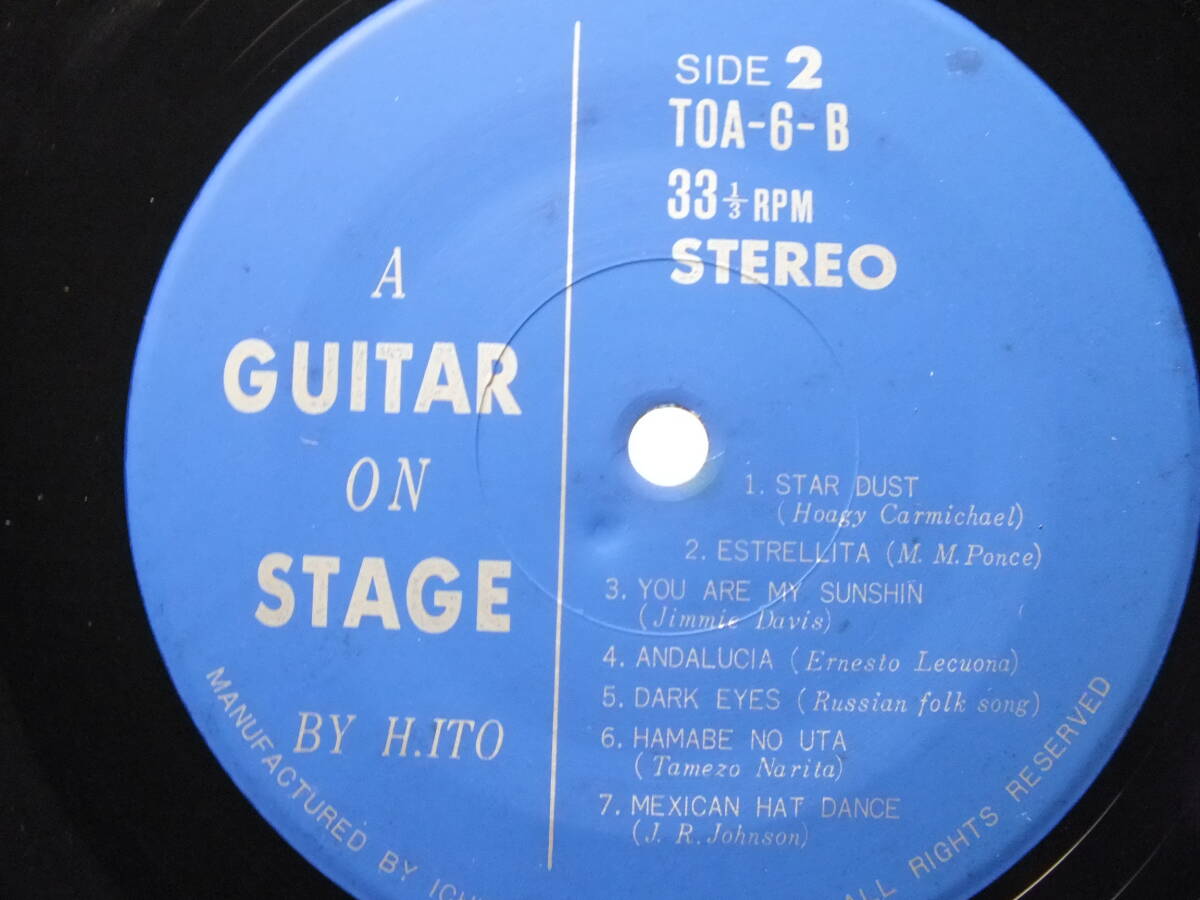 A
GUITAR
ON
STAGE
BY H.ITO
SIDE 2
TOA-6-B
33 1/3 RPM
STEREO
1. STAR DUST
(Hoagy Carmichael)
2. ESTRELLITA (M. M. Ponce)
3. YOU ARE MY SUNSHIN
(Jimmie Davis)
4. ANDALUCIA (Ernesto Lecuona)
5. DARK EYES (Russian folk song)
6. HAMABE NO UTA
(Tamezo Narita)
7. MEXICAN HAT DANCE
(J. R. Johnson)
MANUFACTURED BY
ALL RIGHTS RESERVED